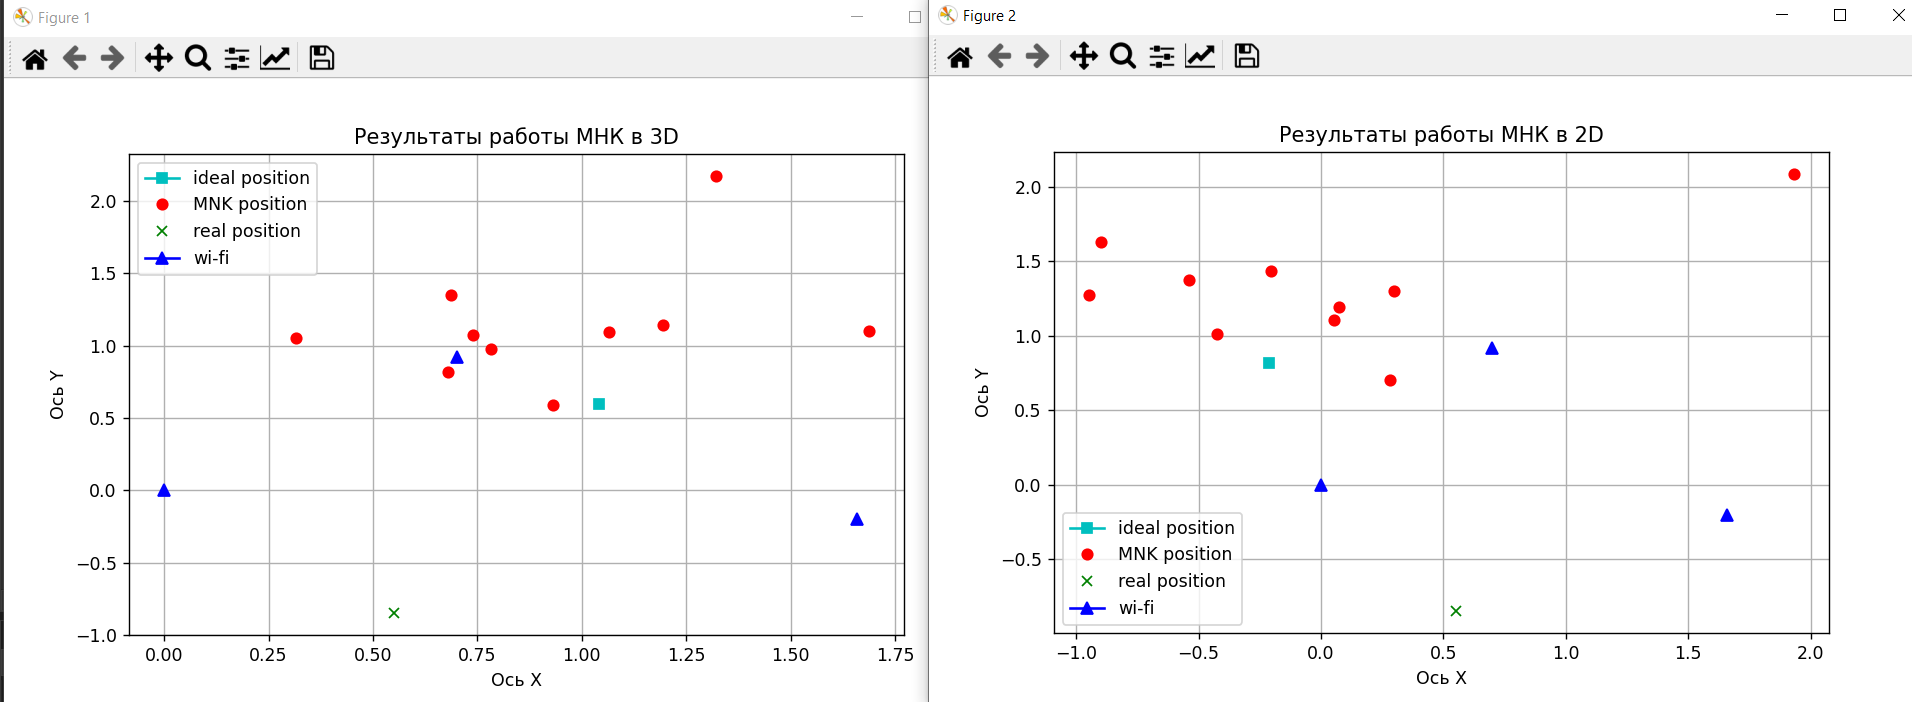 Figure 1
Результаты работы МНК в 3D
ideal position
MNK position
real position
wi-fi
2.0
1.5
1.0
0.5
0.0
−0.5
−1.0
Ось Y
0.00 0.25 0.50 0.75 1.00 1.25 1.50 1.75
Ось X
Figure 2
Результаты работы МНК в 2D
2.0
1.5
1.0
0.5
0.0
−0.5
Ось Y
ideal position
MNK position
real position
wi-fi
−1.0 −0.5 0.0 0.5 1.0 1.5 2.0
Ось X